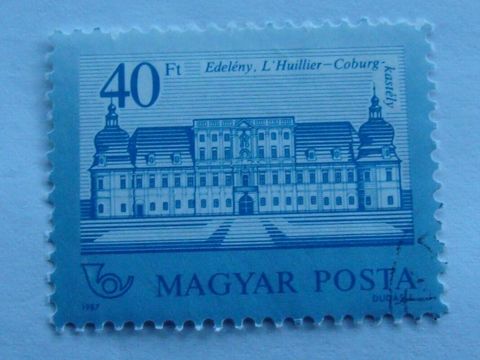 40 Ft
Edelény, L'Huillier-Coburg
kastély
MAGYAR POSTA
1987